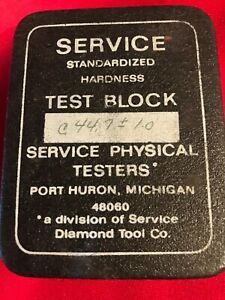 SERVICE
STANDARDIZED
HARDNESS
TEST BLOCK
C 44.7 ± 1.0
SERVICE PHYSICAL
TESTERS*
PORT HURON, MICHIGAN
48060
*a division of Service
Diamond Tool Co.